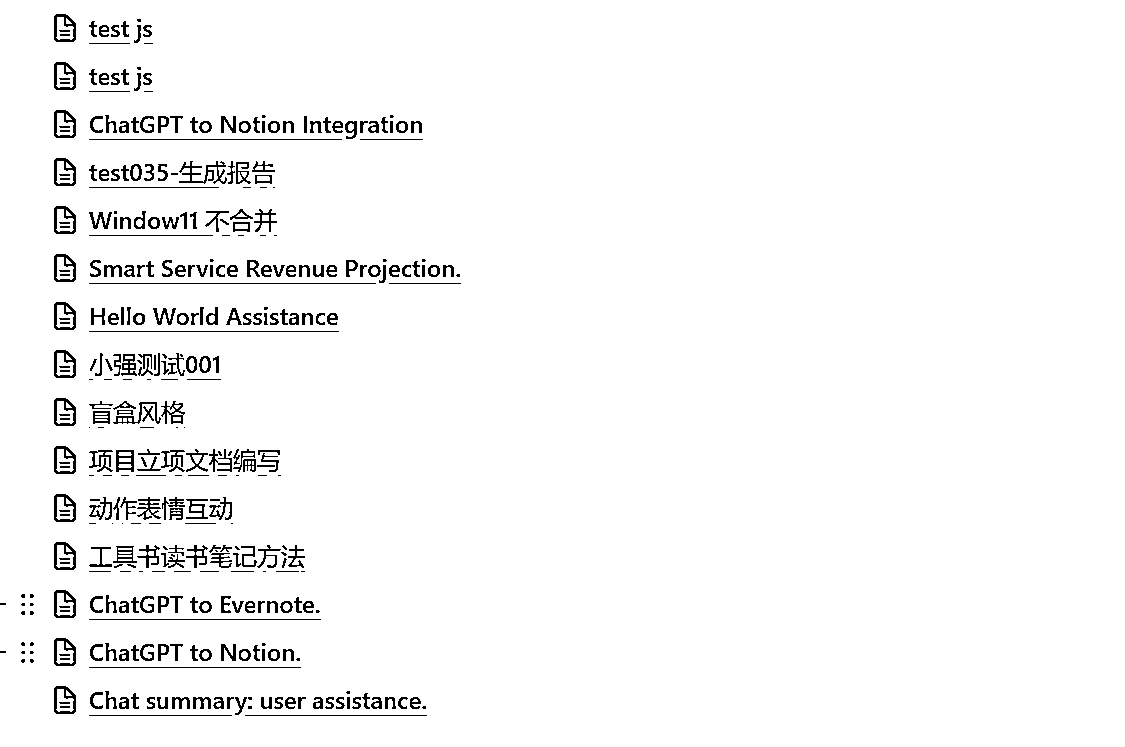 test js
test js
ChatGPT to Notion Integration
test035-生成报告
Window11 不合并
Smart Service Revenue Projection.
Hello World Assistance
小强测试001
盲盒风格
项目立项文档编写
动作表情互动
工具书读书笔记方法
ChatGPT to Evernote.
ChatGPT to Notion.
Chat summary: user assistance.